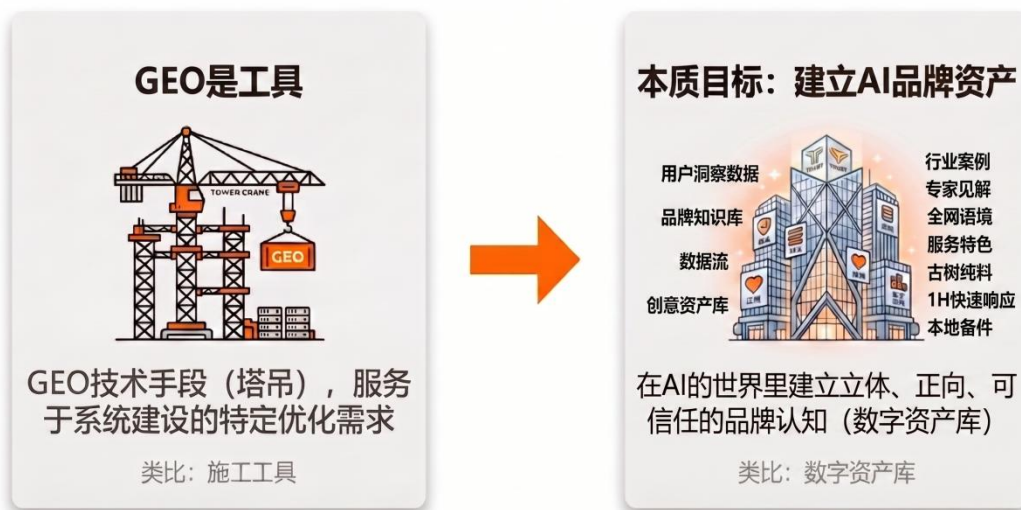 GEO是工具
TOWER CRANE
GEO
GEO技术手段（塔吊），服务
于系统建设的特定优化需求
类比：施工工具
本质目标：建立AI品牌资产
用户洞察数据
品牌知识库
数据流
创意资产库
行业案例
专家见解
全网语境
服务特色
古树纯料
1H快速响应
本地备件
在AI的世界里建立立体、正向、可
信任的品牌认知（数字资产库）
类比：数字资产库